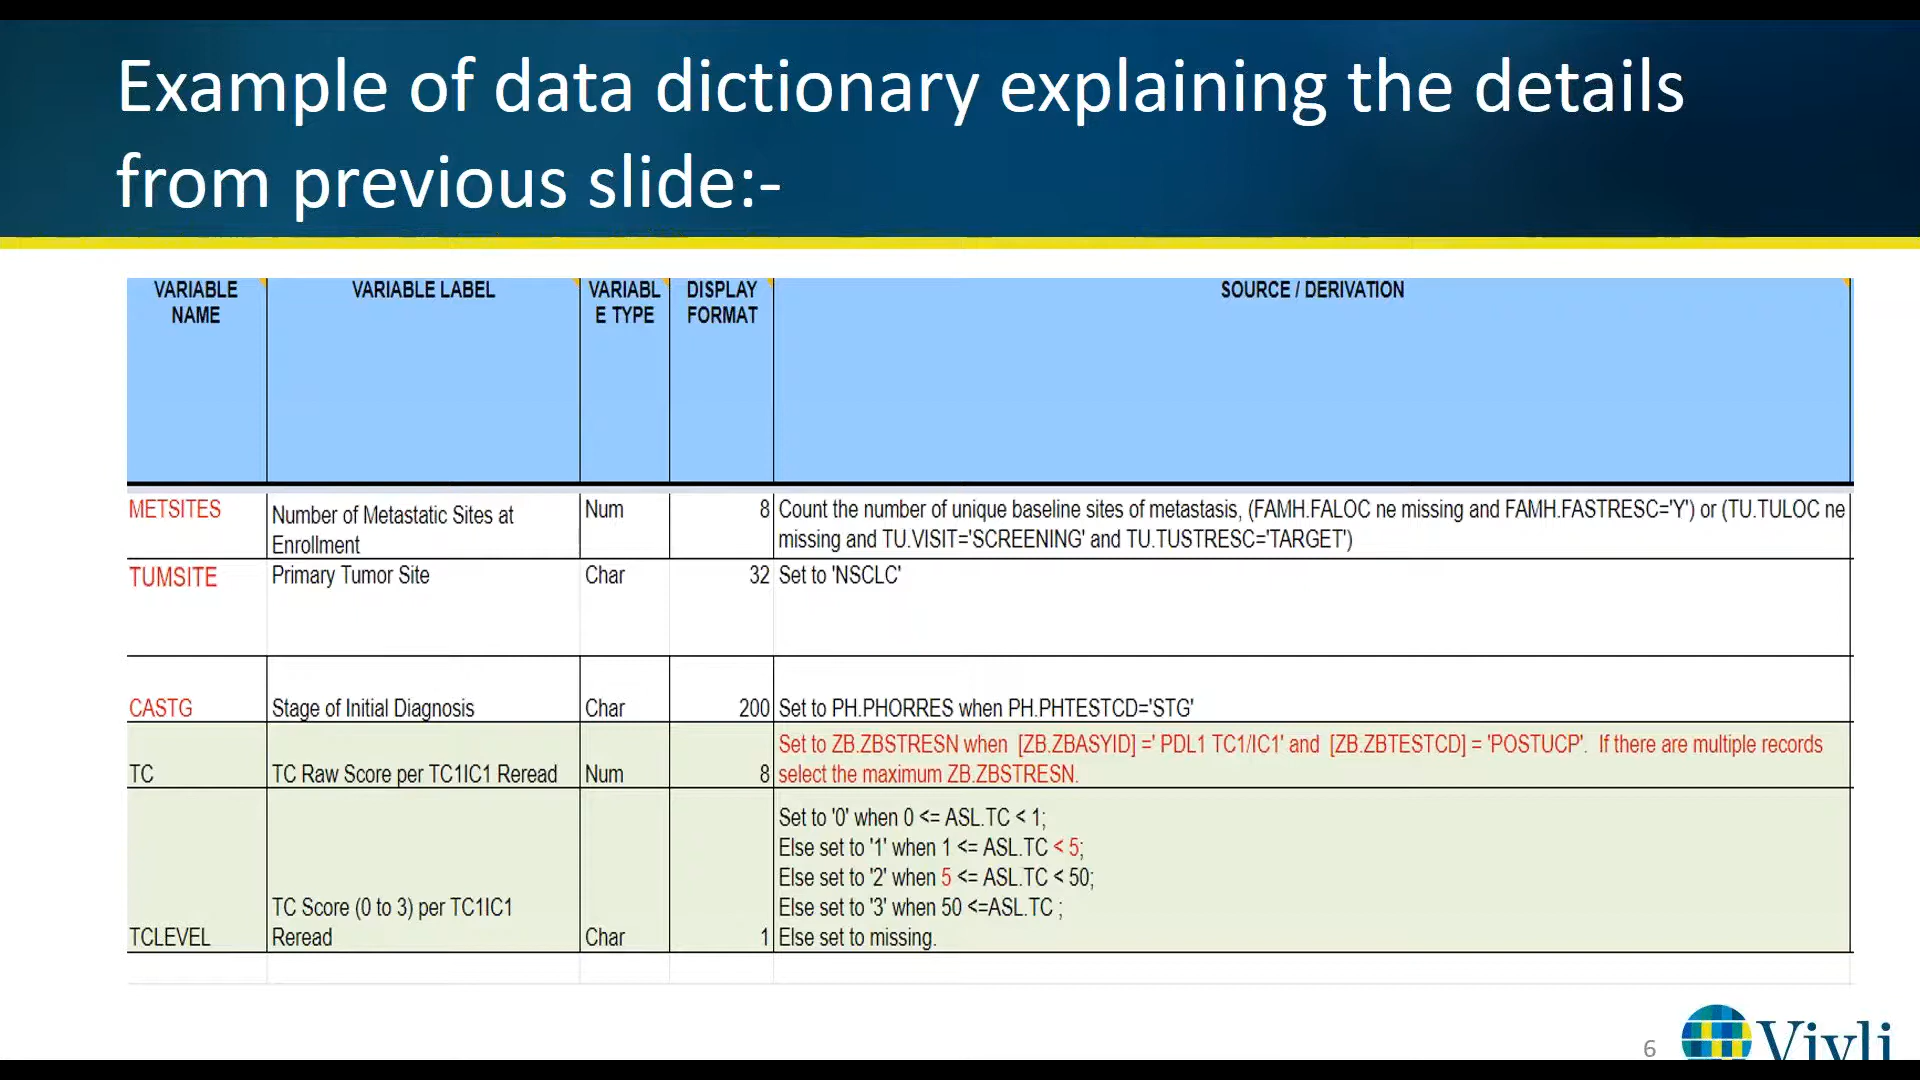 Example of data dictionary explaining the details
from previous slide:-
VARIABLE NAME
VARIABLE LABEL
VARIABL E TYPE
DISPLAY FORMAT
SOURCE / DERIVATION
METSITES
Number of Metastatic Sites at
Enrollment
Num
8
Count the number of unique baseline sites of metastasis, (FAMH.FALOC ne missing and FAMH.FASTRESC='Y') or (TU.TULOC ne
missing and TU.VISIT='SCREENING' and TU.TUSTRESC='TARGET')
TUMSITE
Primary Tumor Site
Char
32
Set to 'NSCLC'
CASTG
Stage of Initial Diagnosis
Char
200
Set to PH.PHORRES when PH.PHTESTCD='STG'
TC
TC Raw Score per TC1IC1 Reread
Num
8
Set to ZB.ZBSTRESN when [ZB.ZBASYID] =' PDL1 TC1/IC1' and [ZB.ZBTESTCD] = 'POSTUCP'. If there are multiple records
select the maximum ZB.ZBSTRESN.
TCLEVEL
TC Score (0 to 3) per TC1IC1
Reread
Char
1
Set to '0' when 0 <= ASL.TC < 1;
Else set to '1' when 1 <= ASL.TC < 5;
Else set to '2' when 5 <= ASL.TC < 50;
Else set to '3' when 50 <=ASL.TC ;
Else set to missing.
6
Vivli